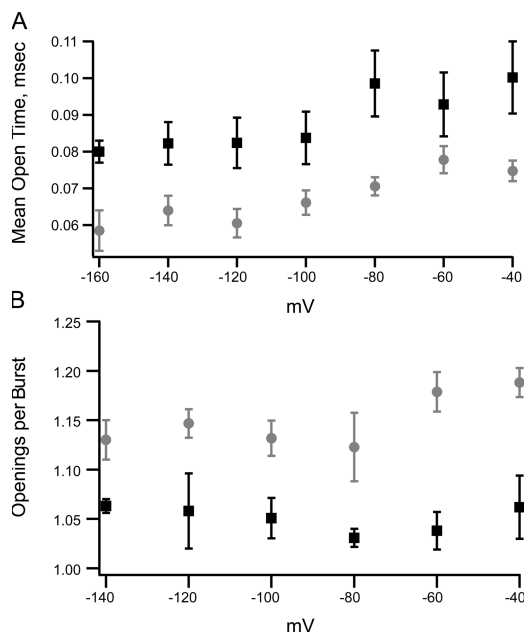 A
Mean Open Time, msec
0.11
0.10
0.09
0.08
0.07
0.06
-160 -140 -120 -100 -80 -60 -40
mV
B
Openings per Burst
1.25
1.20
1.15
1.10
1.05
1.00
-140 -120 -100 -80 -60 -40
mV